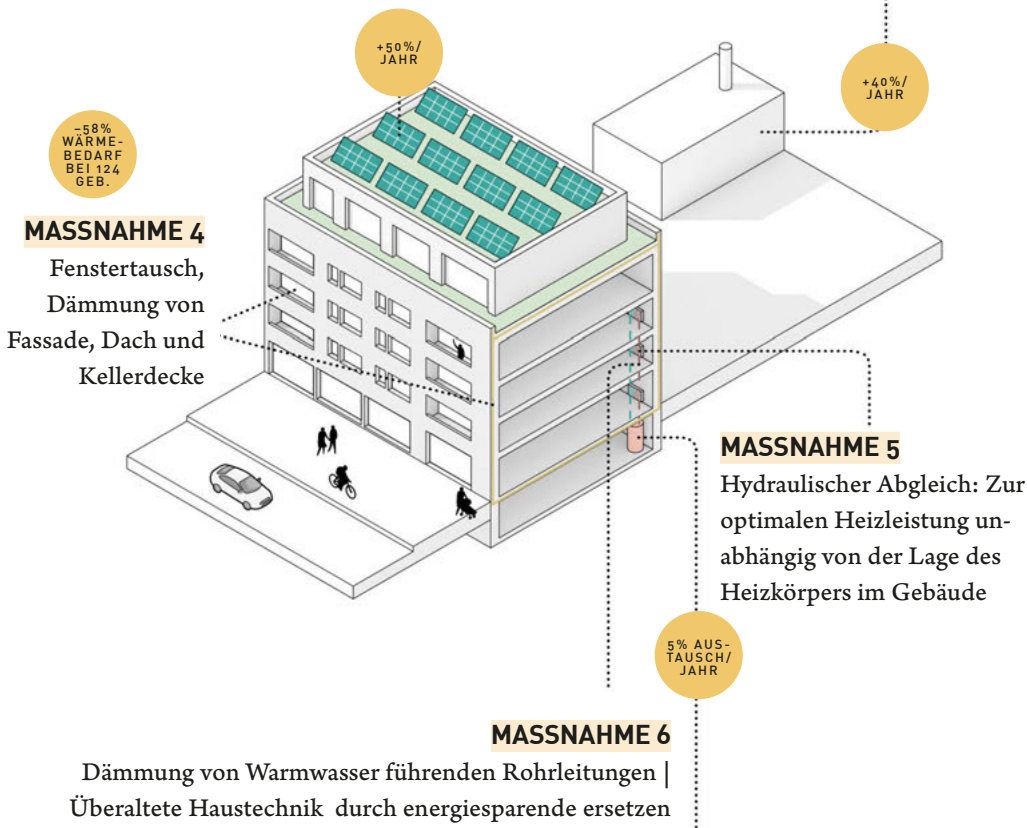 +50%/
JAHR
+40%/
JAHR
–58%
WÄRME-
BEDARF
BEI 124
GEB.
MASSNAHME 4
Fenstertausch,
Dämmung von
Fassade, Dach und
Kellerdecke
MASSNAHME 5
Hydraulischer Abgleich: Zur
optimalen Heizleistung un-
abhängig von der Lage des
Heizkörpers im Gebäude
5% AUS-
TAUSCH/
JAHR
MASSNAHME 6
Dämmung von Warmwasser führenden Rohrleitungen |
Überaltete Haustechnik durch energiesparende ersetzen